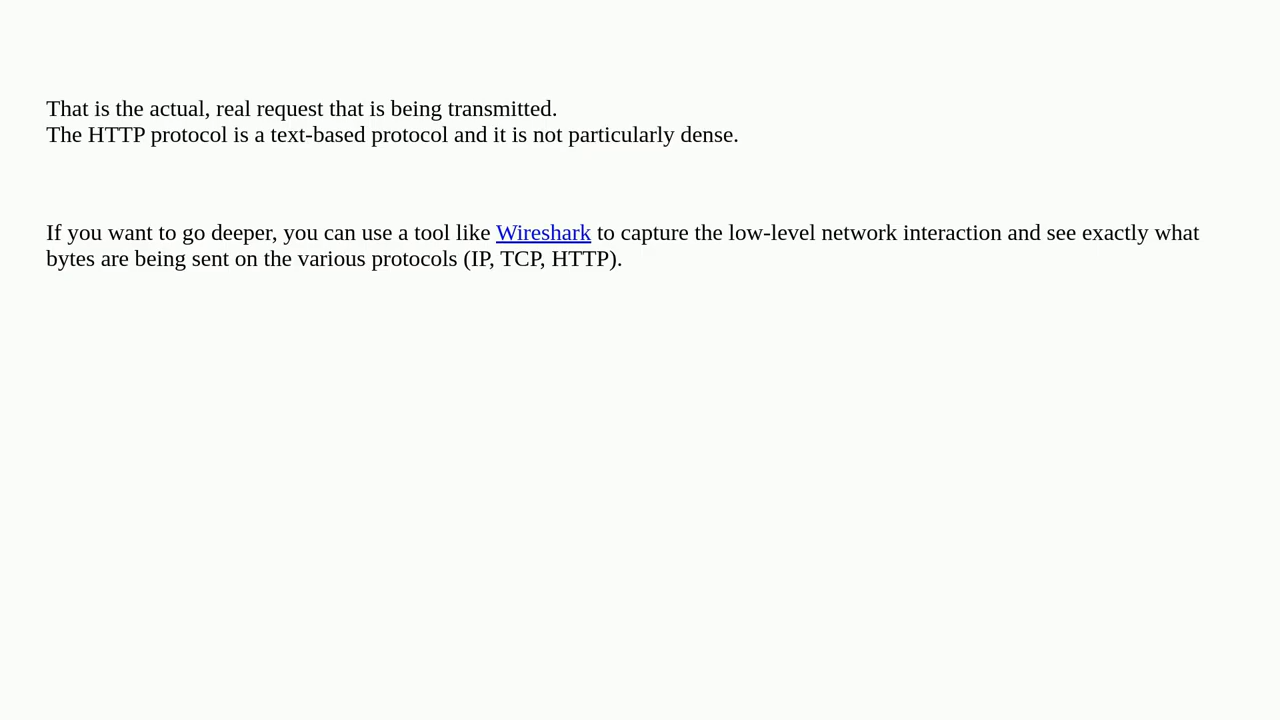 That is the actual, real request that is being transmitted.
The HTTP protocol is a text-based protocol and it is not particularly dense.
If you want to go deeper, you can use a tool like Wireshark to capture the low-level network interaction and see exactly what
bytes are being sent on the various protocols (IP, TCP, HTTP).